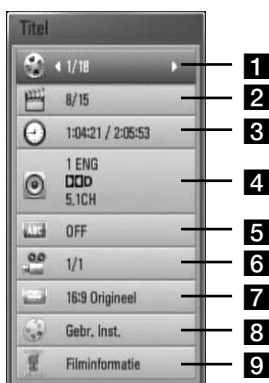 Titel
1/18 1
8/15 2
1:04:21 / 2:05:53 3
1 ENG
D
5.1CH 4
OFF 5
1/1 6
16:9 Origineel 7
Gebr. Inst. 8
Filminformatie 9